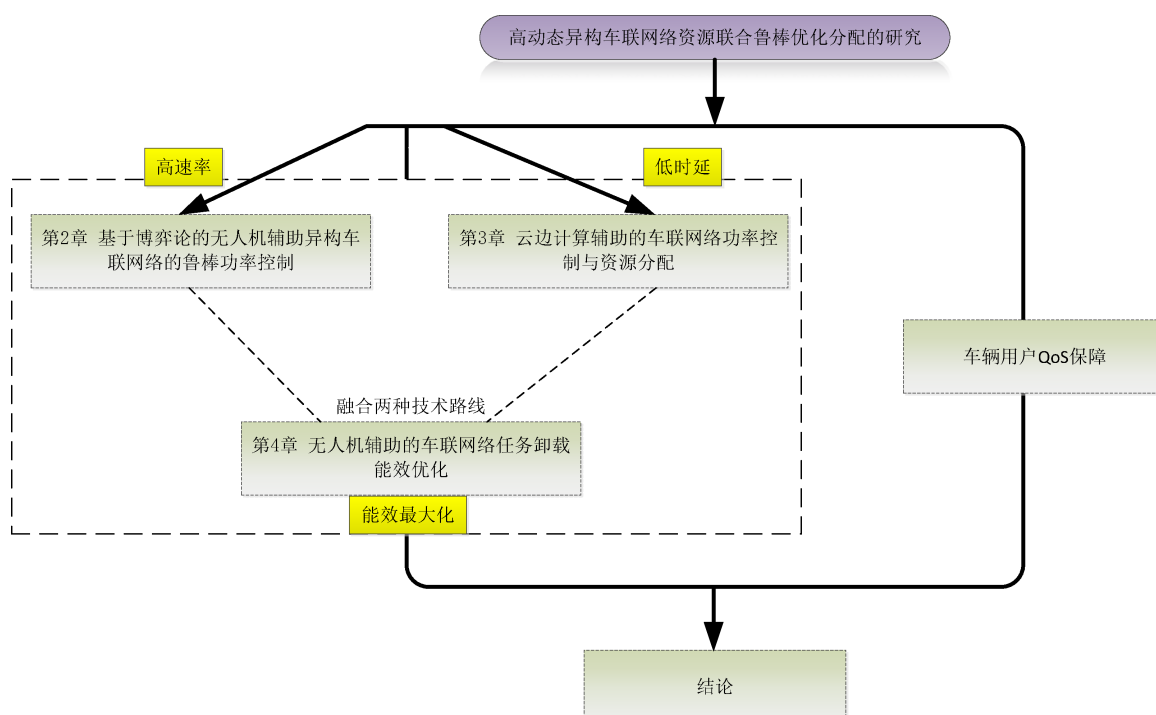 高动态异构车联网络资源联合鲁棒优化分配的研究
高速率
低时延
第2章 基于博弈论的无人机辅助异构车
联网络的鲁棒功率控制
第3章 云边计算辅助的车联网络功率控
制与资源分配
车辆用户QoS保障
融合两种技术路线
第4章 无人机辅助的车联网络任务卸载
能效优化
能效最大化
结论